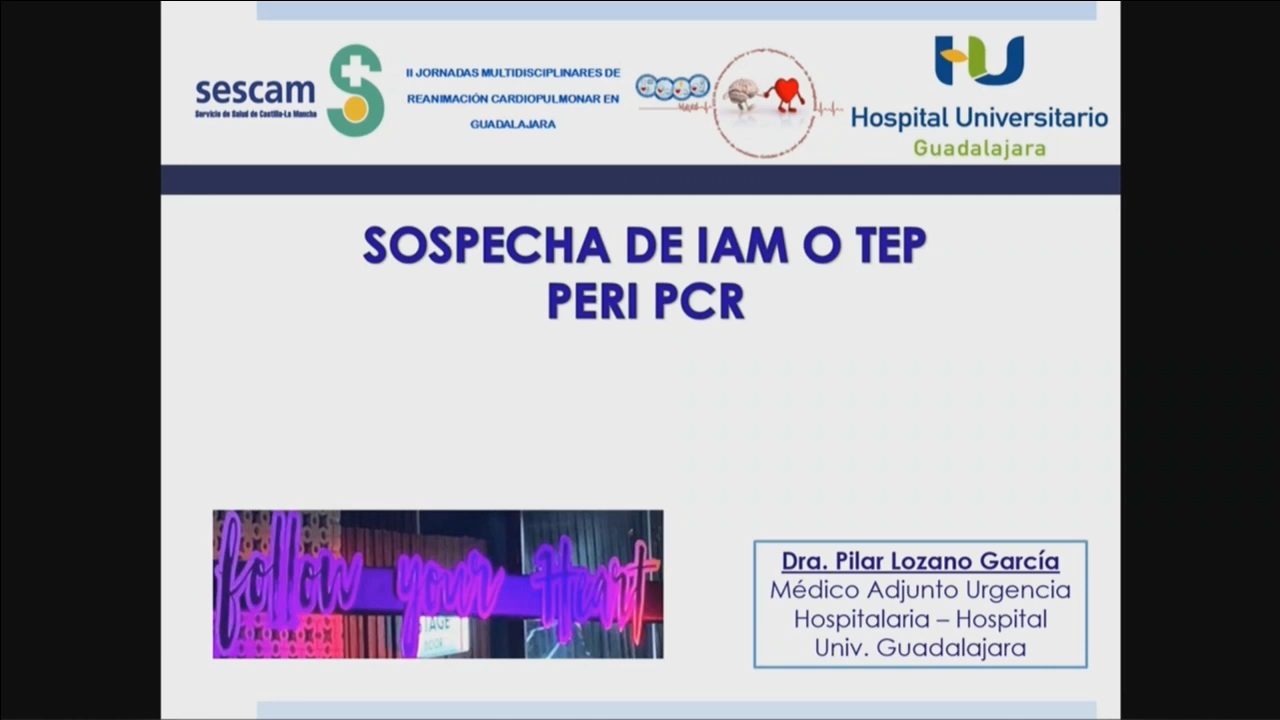 sescam
Servicio de Salud de Castilla-La Mancha
II JORNADAS MULTIDISCIPLINARES DE
REANIMACIÓN CARDIOPULMONAR EN
GUADALAJARA
Hospital Universitario
Guadalajara
SOSPECHA DE IAM O TEP
PERI PCR
follow your Heart
Dra. Pilar Lozano García
Médico Adjunto Urgencia
Hospitalaria – Hospital
Univ. Guadalajara